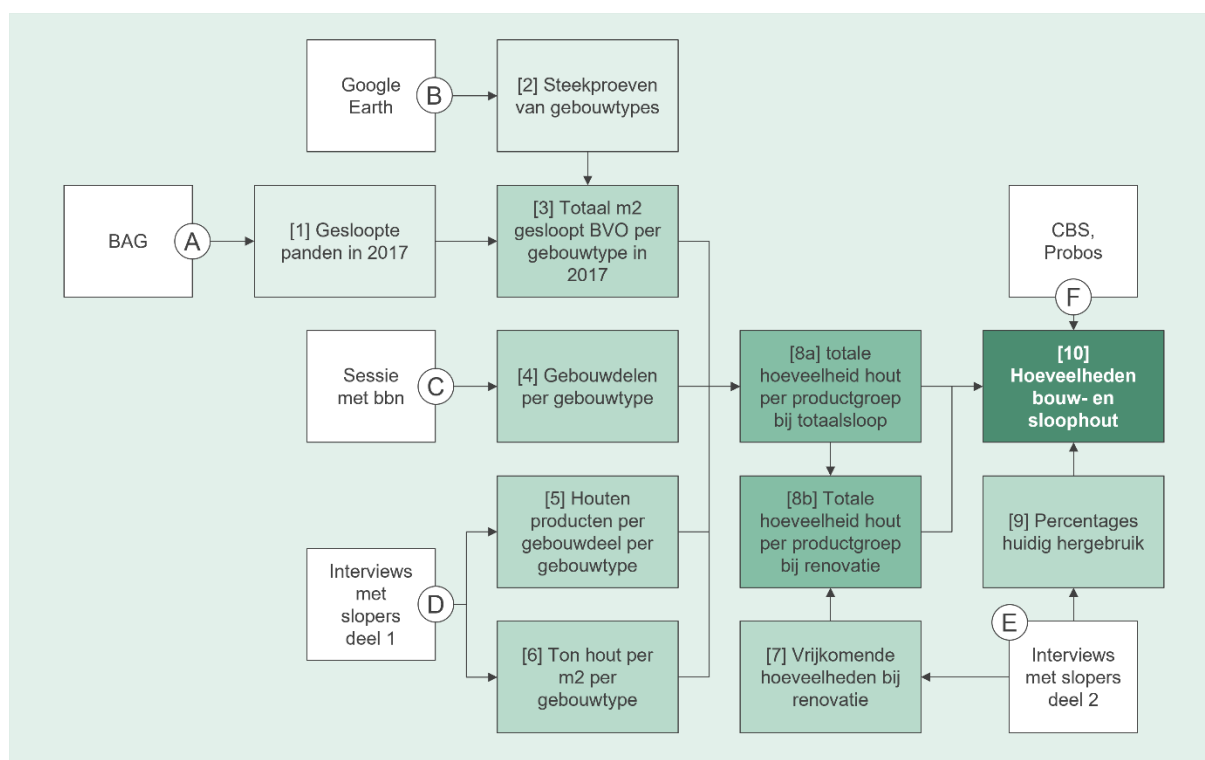 Google
Earth
B
[2] Steekproeven
van gebouwtypes
BAG
A
[1] Gesloopte
panden in 2017
[3] Totaal m2
gesloopt BVO per
gebouwtype in
2017
CBS,
Probos
F
Sessie
met bbn
C
[4] Gebouwdelen
per gebouwtype
[8a] totale
hoeveelheid hout
per productgroep
bij totaalsloop
[10]
Hoeveelheden
bouw- en
sloophout
Interviews
met
slopers
deel 1
D
[5] Houten
producten per
gebouwdeel per
gebouwtype
[8b] Totale
hoeveelheid hout
per productgroep
bij renovatie
[9] Percentages
huidig hergebruik
[6] Ton hout per
m2 per
gebouwtype
[7] Vrijkomende
hoeveelheden bij
renovatie
E
Interviews
met slopers
deel 2